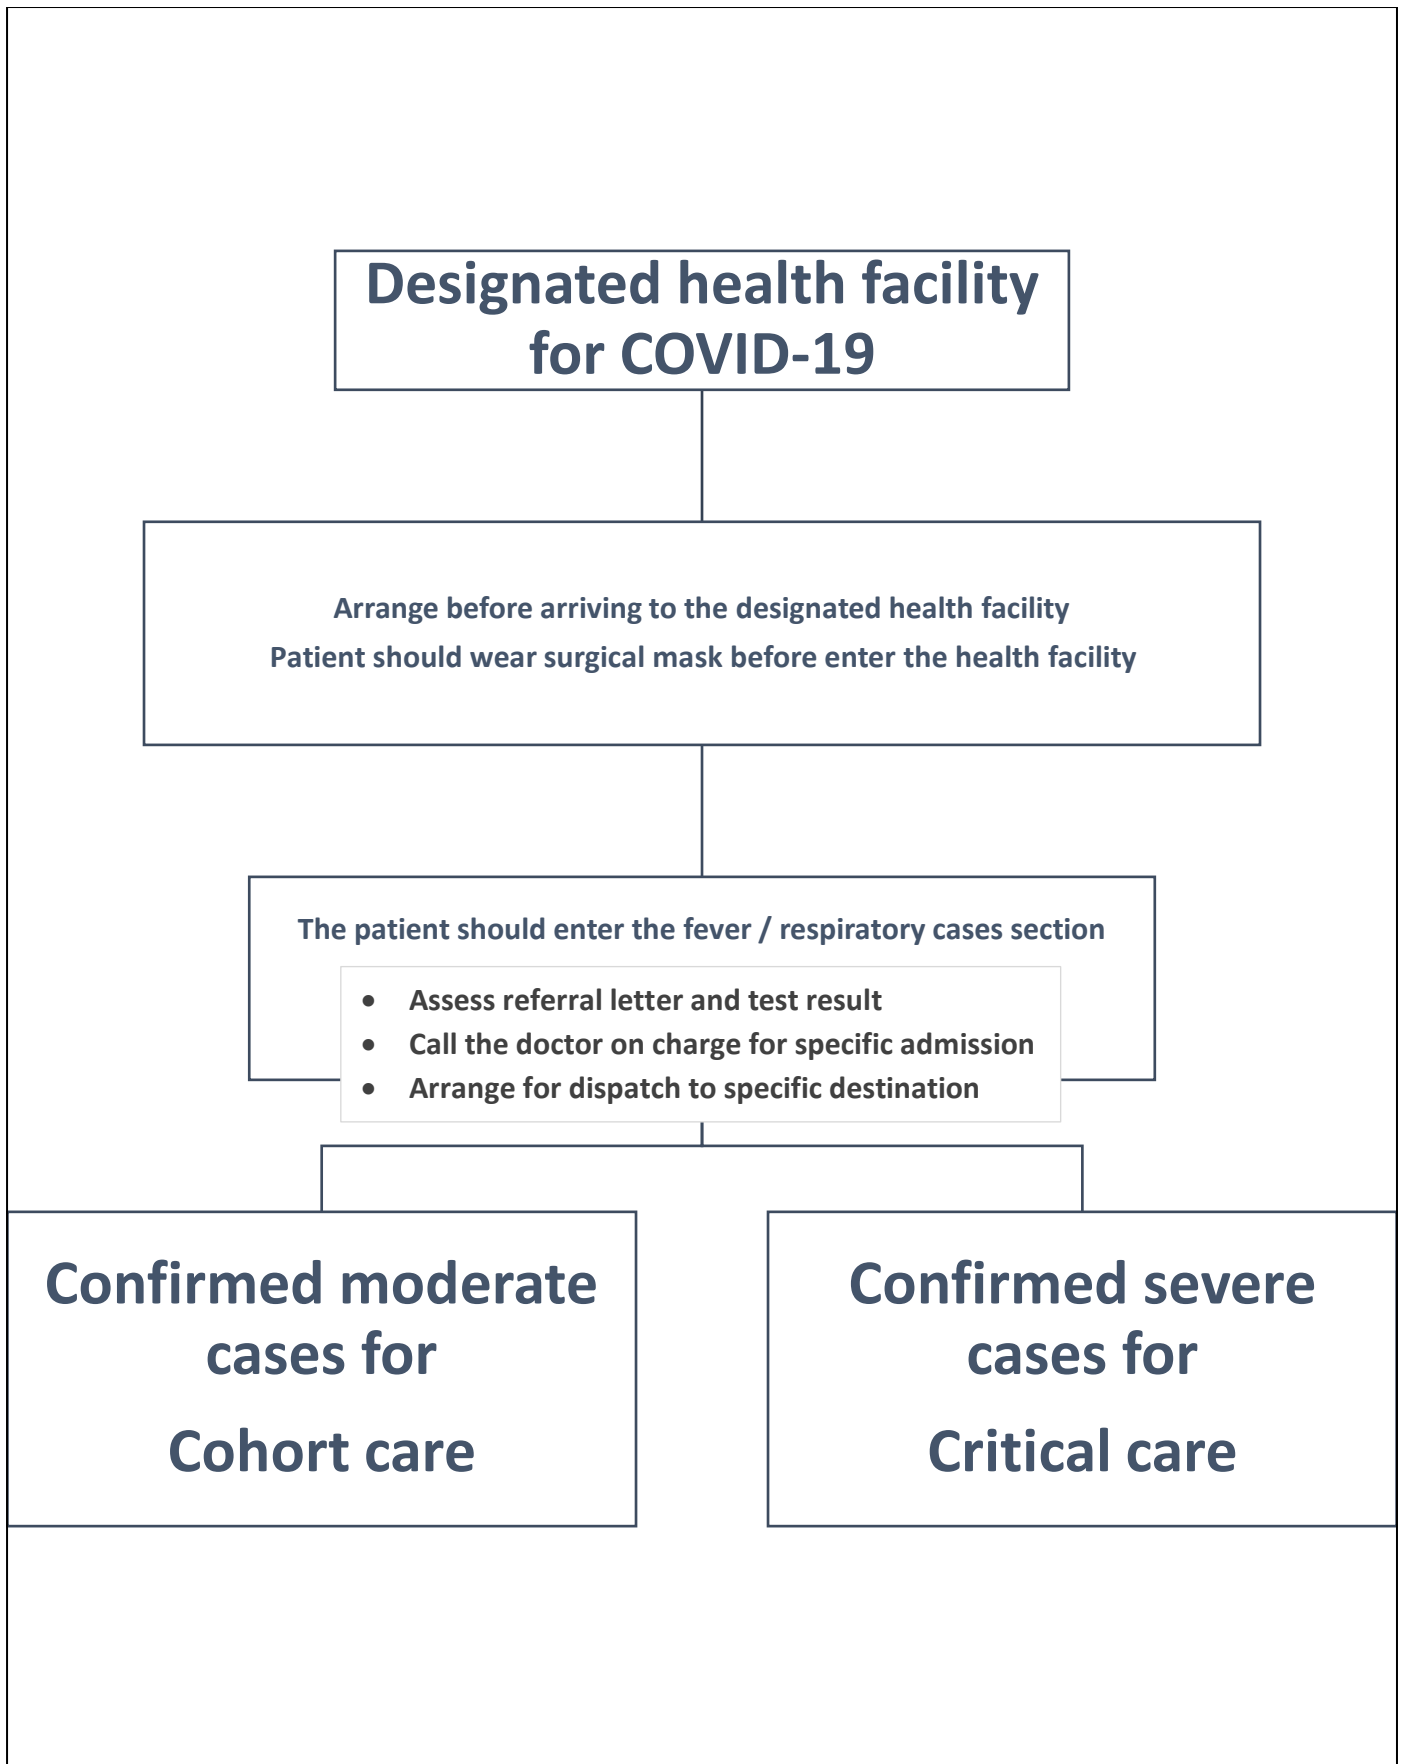 Designated health facility
for COVID-19
Arrange before arriving to the designated health facility
Patient should wear surgical mask before enter the health facility
The patient should enter the fever / respiratory cases section
• Assess referral letter and test result
• Call the doctor on charge for specific admission
• Arrange for dispatch to specific destination
Confirmed moderate
cases for
Cohort care
Confirmed severe
cases for
Critical care